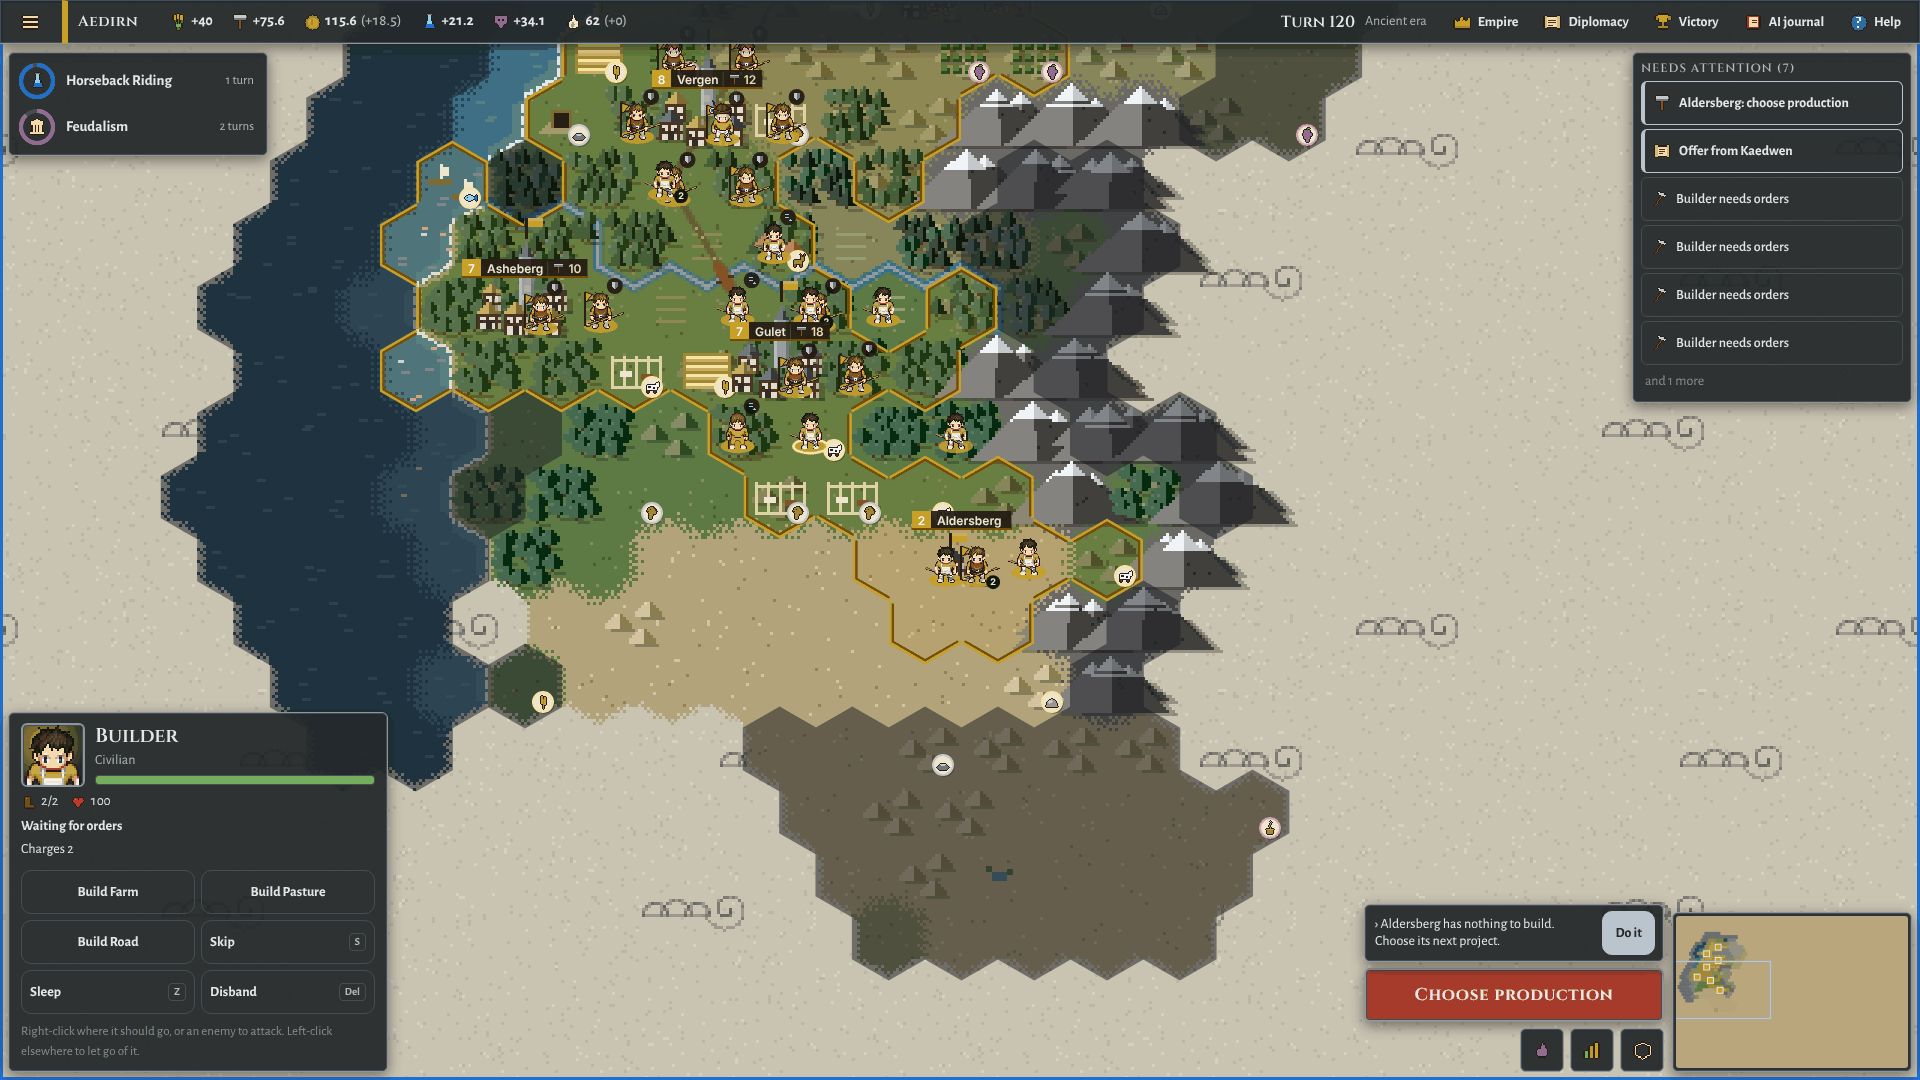 Aedirn
+40
+75.6
115.6 (+18.5)
+21.2
+34.1
62 (+0)
Turn 120 Ancient era
Empire
Diplomacy
Victory
AI journal
Help
Horseback Riding 1 turn
Feudalism 2 turns
Needs attention (7)
Aldersberg: choose production
Offer from Kaedwen
Builder needs orders
Builder needs orders
Builder needs orders
Builder needs orders
and 1 more
8 Vergen 12
2
7 Asheberg 10
7 Gulet 18
2 Aldersberg
2
Builder
Civilian
2/2 100
Waiting for orders
Charges 2
Build Farm
Build Pasture
Build Road
Skip S
Sleep Z
Disband Del
Right-click where it should go, or an enemy to attack. Left-click
elsewhere to let go of it.
› Aldersberg has nothing to build.
Choose its next project.
Do it
Choose production